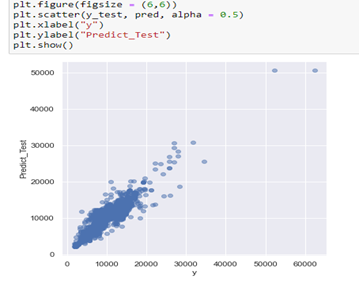 plt.figure(figsize = (6,6))
plt.scatter(y_test, pred, alpha = 0.5)
plt.xlabel("y")
plt.ylabel("Predict_Test")
plt.show()
50000
40000
30000
20000
10000
0
Predict_Test
0 10000 20000 30000 40000 50000 60000
y